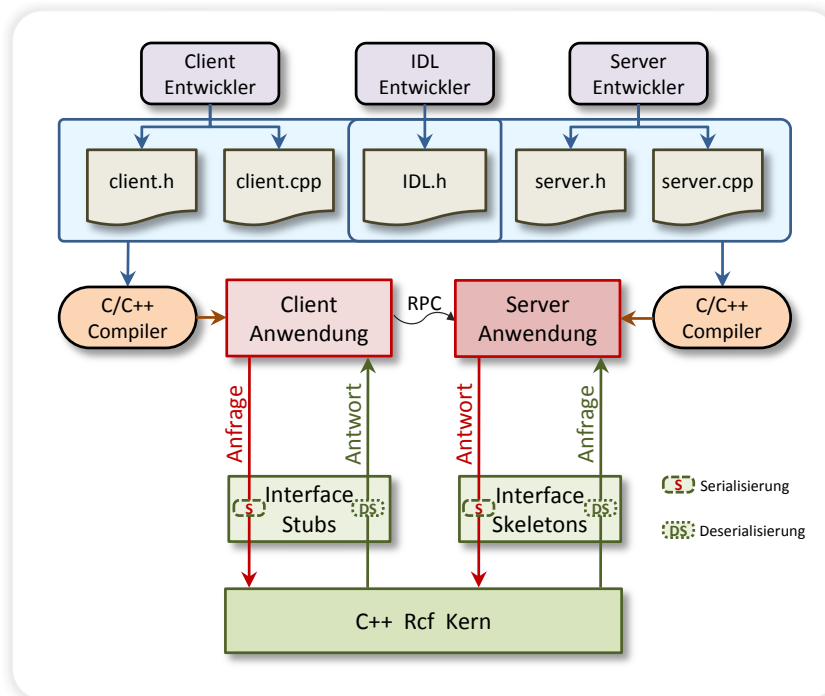 Client
Entwickler
IDL
Entwickler
Server
Entwickler
client.h
client.cpp
IDL.h
server.h
server.cpp
C/C++
Compiler
Client
Anwendung
RPC
Server
Anwendung
C/C++
Compiler
Anfrage
Antwort
Antwort
Anfrage
Interface
S
DS
Stubs
Interface
S
DS
Skeletons
S Serialisierung
DS Deserialisierung
C++ Rcf Kern